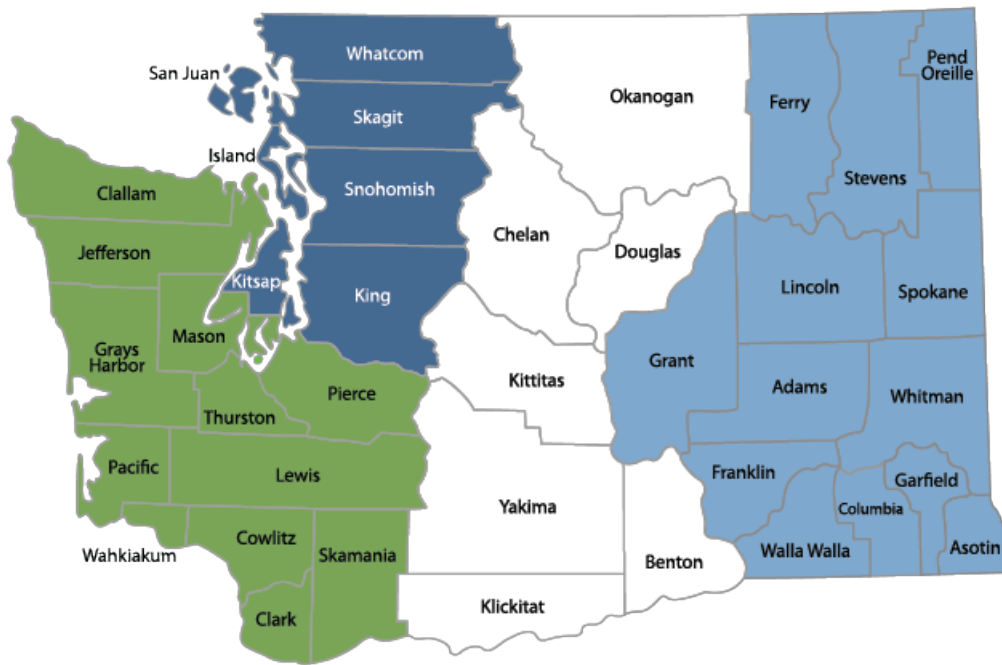 Whatcom
San Juan
Pend
Oreille
Okanogan
Ferry
Skagit
Island
Stevens
Snohomish
Clallam
Chelan
Douglas
Jefferson
Kitsap
King
Lincoln
Spokane
Mason
Grays
Harbor
Grant
Kittitas
Adams
Pierce
Whitman
Thurston
Pacific
Lewis
Franklin
Garfield
Yakima
Columbia
Cowlitz
Wahkiakum
Skamania
Walla Walla
Asotin
Benton
Klickitat
Clark